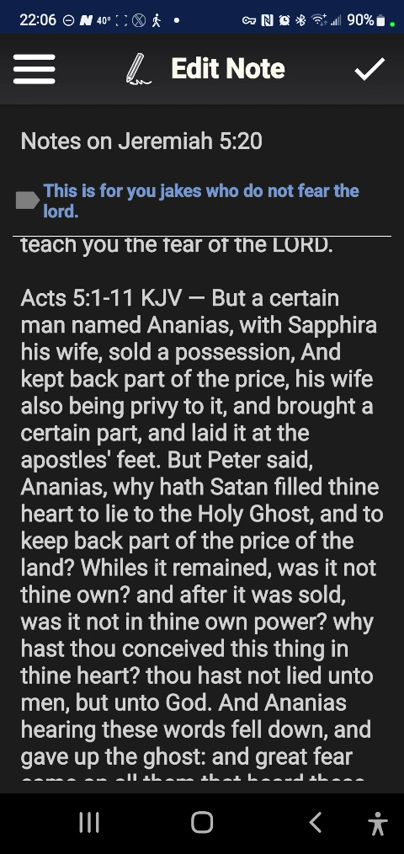 22:06 N 40° N 90%
Edit Note
Notes on Jeremiah 5:20
This is for you jakes who do not fear the
lord.
teach you the fear of the LORD.
Acts 5:1-11 KJV — But a certain
man named Ananias, with Sapphira
his wife, sold a possession, And
kept back part of the price, his wife
also being privy to it, and brought a
certain part, and laid it at the
apostles' feet. But Peter said,
Ananias, why hath Satan filled thine
heart to lie to the Holy Ghost, and to
keep back part of the price of the
land? Whiles it remained, was it not
thine own? and after it was sold,
was it not in thine own power? why
hast thou conceived this thing in
thine heart? thou hast not lied unto
men, but unto God. And Ananias
hearing these words fell down, and
gave up the ghost: and great fear
came on all them that heard these